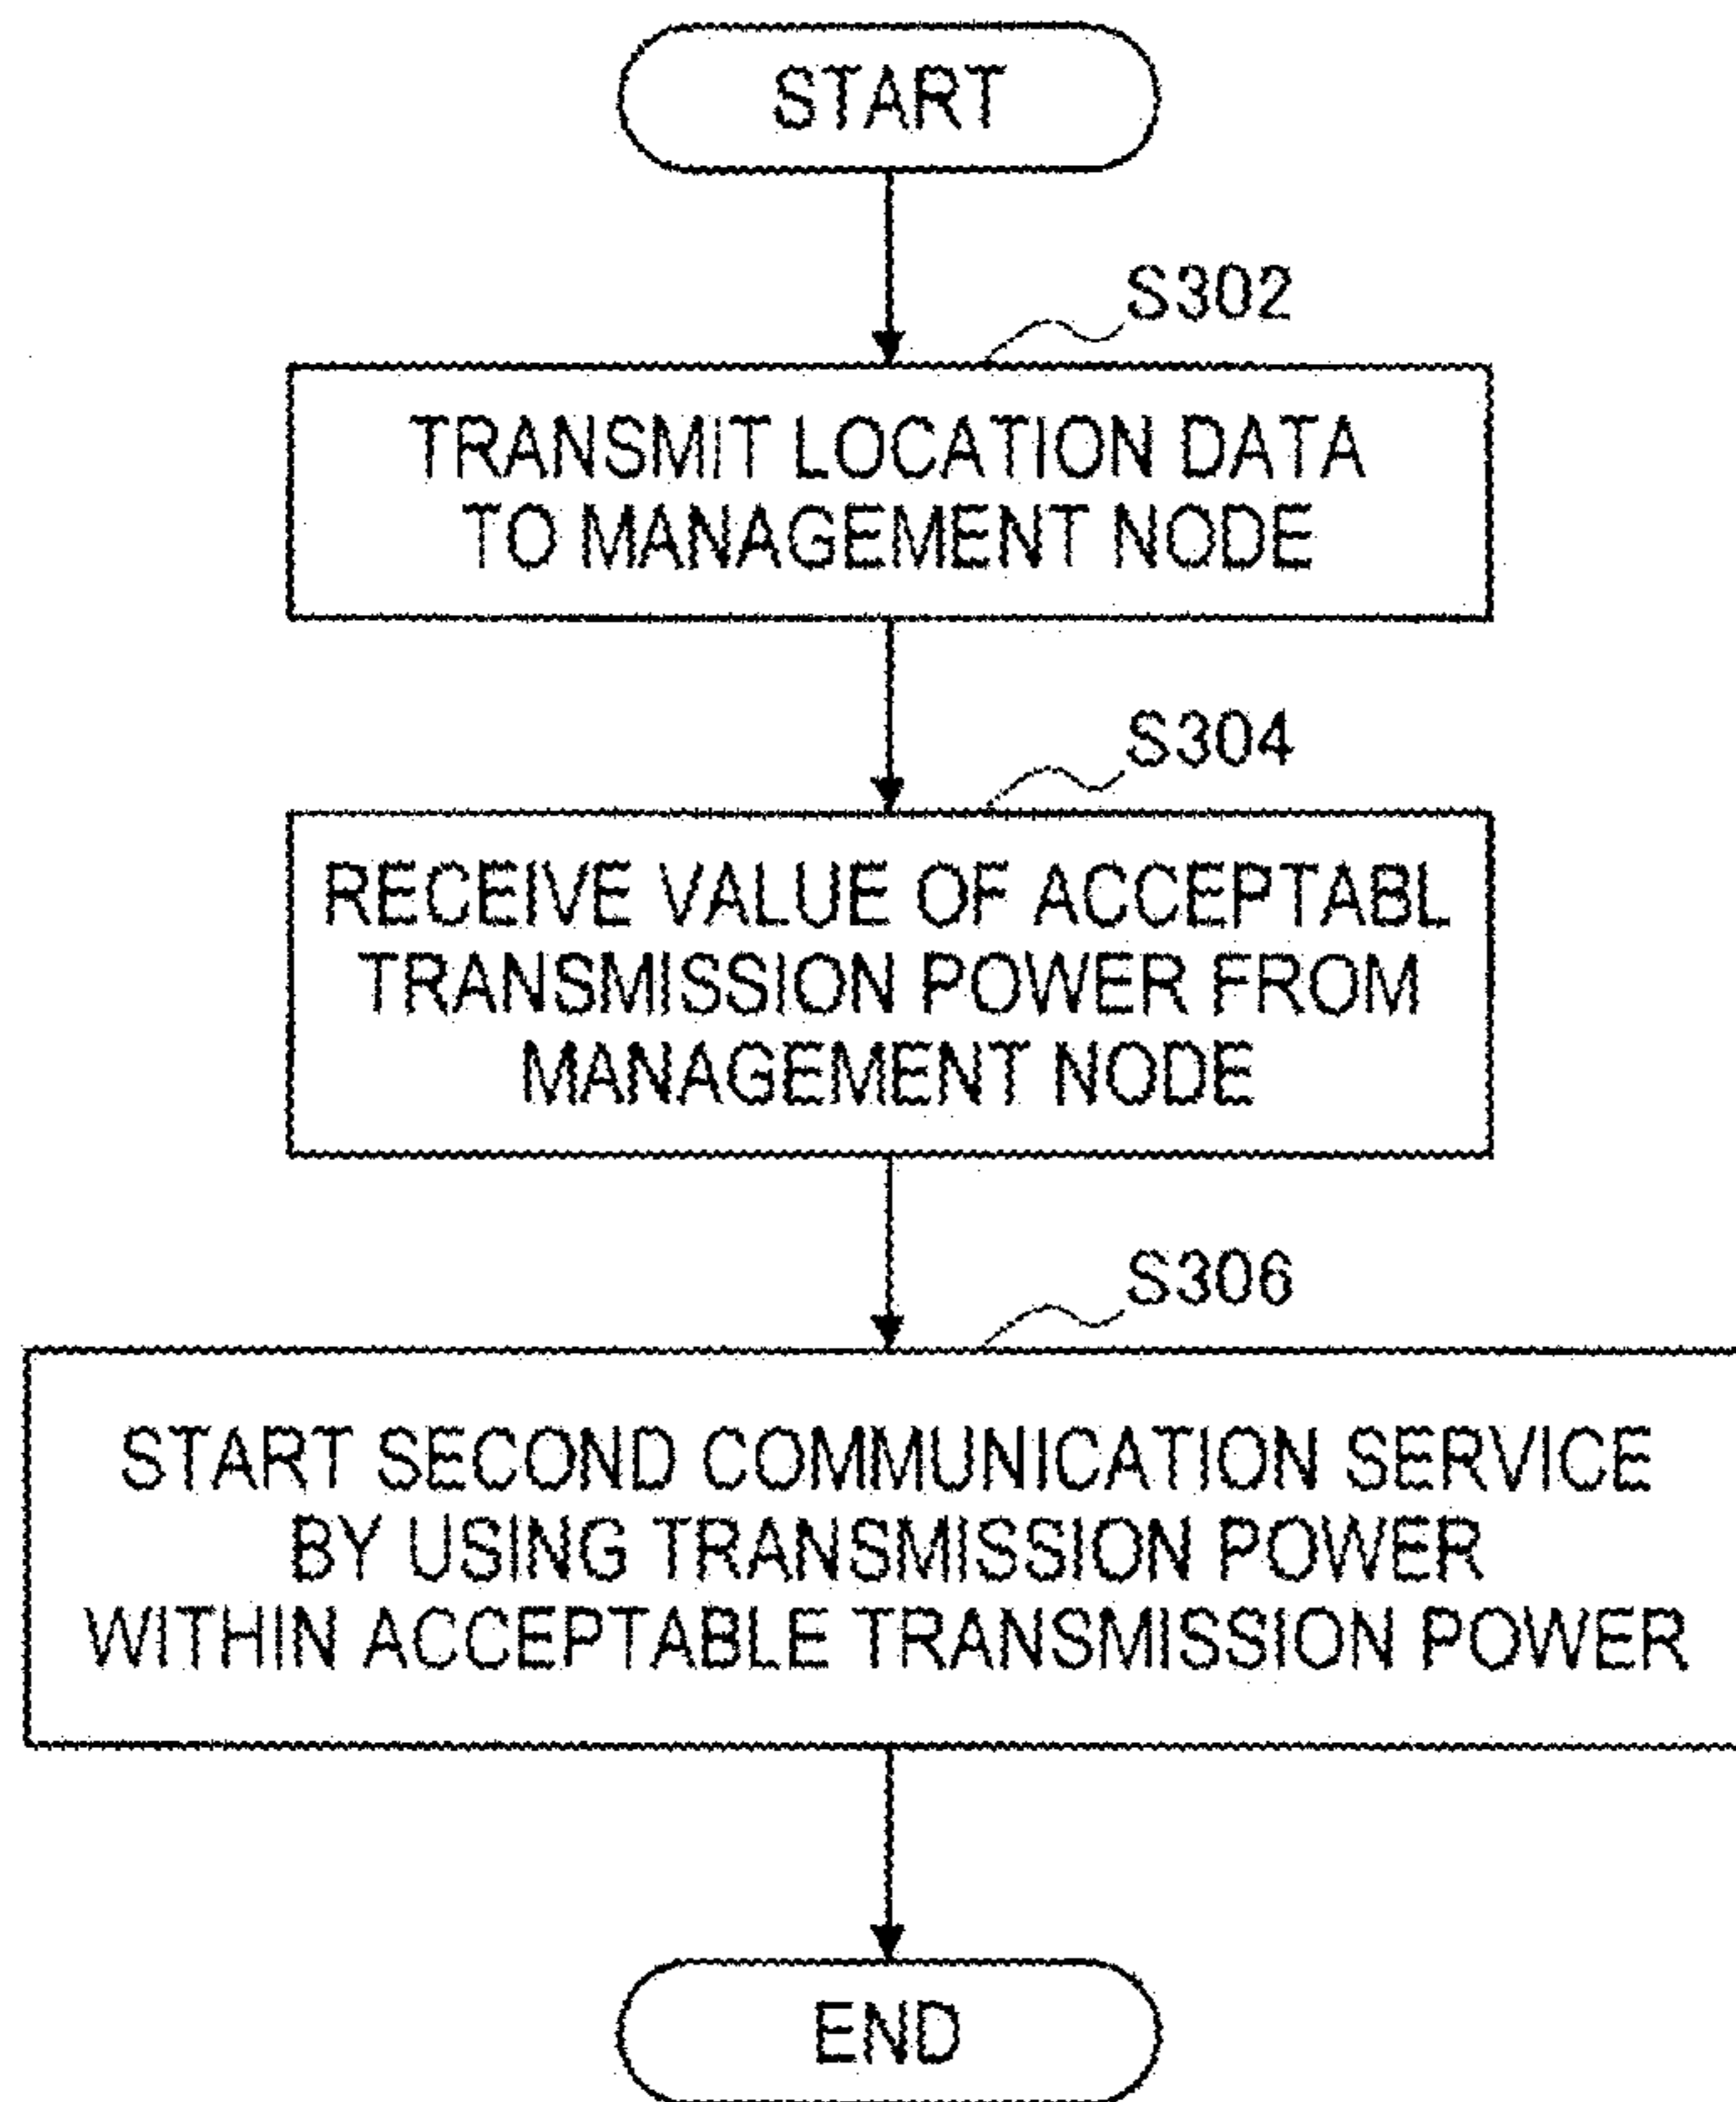 START
S302
TRANSMIT LOCATION DATA
TO MANAGEMENT NODE
S304
RECEIVE VALUE OF ACCEPTABL
TRANSMISSION POWER FROM
MANAGEMENT NODE
S306
START SECOND COMMUNICATION SERVICE
BY USING TRANSMISSION POWER
WITHIN ACCEPTABLE TRANSMISSION POWER
END